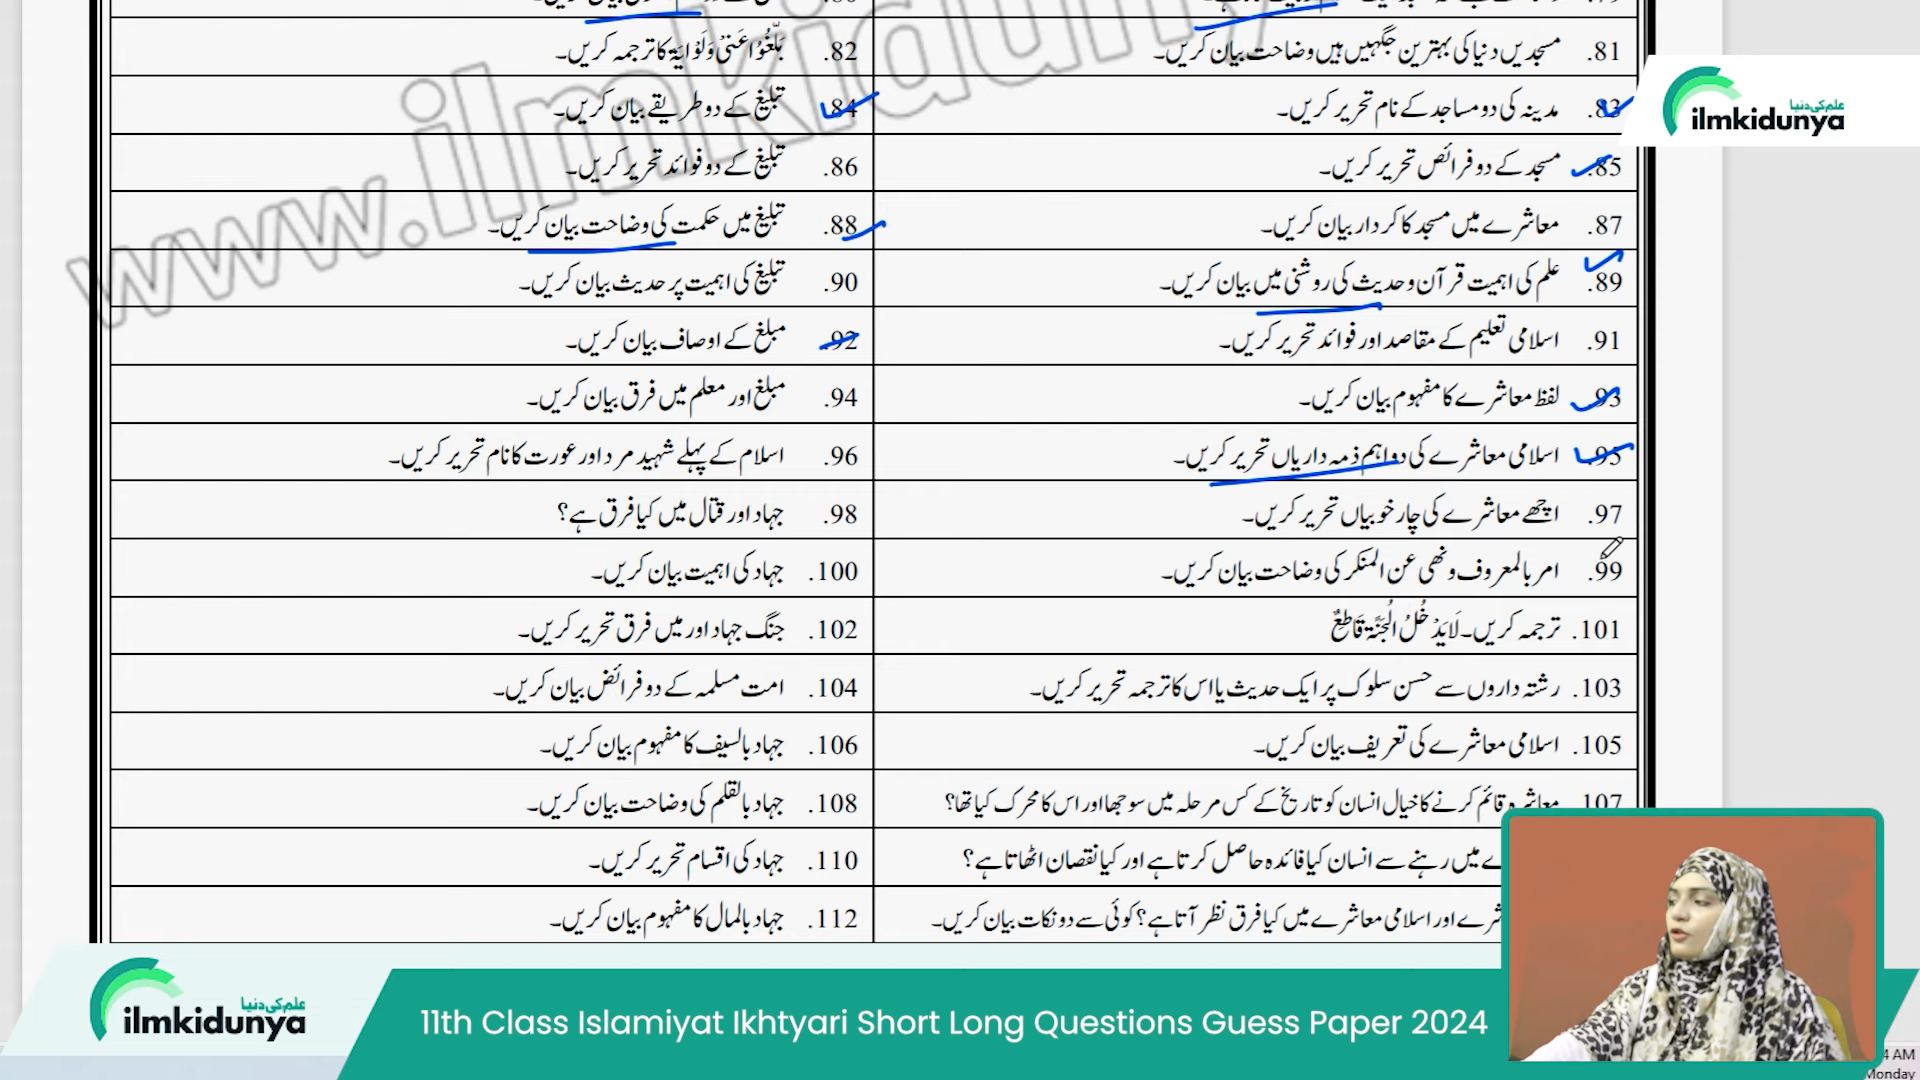 81. مسجدیں دنیا کی بہترین جگہیں ہیں وضاحت بیان کریں۔
82. بَلِّغُوْا عَنِّیْ وَلَوْاٰیَۃ کا ترجمہ کریں۔
83. مدینہ کی دو مساجد کے نام تحریر کریں۔
84. تبلیغ کے دو طریقے بیان کریں۔
85. مسجد کے دو فرائص تحریر کریں۔
86. تبلیغ کے دو فوائد تحریر کریں۔
87. معاشرے میں مسجد کا کردار بیان کریں۔
88. تبلیغ میں حکمت کی وضاحت بیان کریں۔
89. علم کی اہمیت قرآن و حدیث کی روشنی میں بیان کریں۔
90. تبلیغ کی اہمیت پر حدیث بیان کریں۔
91. اسلامی تعلیم کے مقاصد اور فوائد تحریر کریں۔
92. مبلغ کے اوصاف بیان کریں۔
93. لفظ معاشرے کا مفہوم بیان کریں۔
94. مبلغ اور معلم میں فرق بیان کریں۔
95. اسلامی معاشرے کی دو اہم ذمہ داریاں تحریر کریں۔
96. اسلام کے پہلے شہید مرد اور عورت کا نام تحریر کریں۔
97. اچھے معاشرے کی چار خوبیاں تحریر کریں۔
98. جہاد اور قتال میں کیا فرق ہے؟
99. امر بالمعروف و نھی عن المنکر کی وضاحت بیان کریں۔
100. جہاد کی اہمیت بیان کریں۔
101. ترجمہ کریں۔ لَایَدْخُلُ الْجَنَّۃَ قَاطِعٌ
102. جنگ جہاد اور میں فرق تحریر کریں۔
103. رشتہ داروں سے حسن سلوک پر ایک حدیث یا اس کا ترجمہ تحریر کریں۔
104. امت مسلمہ کے دو فرائض بیان کریں۔
105. اسلامی معاشرے کی تعریف بیان کریں۔
106. جہاد بالسیف کا مفہوم بیان کریں۔
107. معاشرہ قائم کرنے کا خیال انسان کو تاریخ کے کس مرحلہ میں سوجھا اور اس کا محرک کیا تھا؟
108. جہاد بالقلم کی وضاحت بیان کریں۔
میں رہنے سے انسان کیا فائدہ حاصل کرتا ہے اور کیا نقصان اٹھاتا ہے؟
110. جہاد کی اقسام تحریر کریں۔
اور اسلامی معاشرے میں کیا فرق نظر آتا ہے؟ کوئی سے دو نکات بیان کریں۔
112. جہاد بالمال کا مفہوم بیان کریں۔
www.ilmkiduny
علم کی دنیا
ilmkidunya
علم کی دنیا
ilmkidunya
11th Class Islamiyat Ikhtyari Short Long Questions Guess Paper 2024
4 AM
Monday